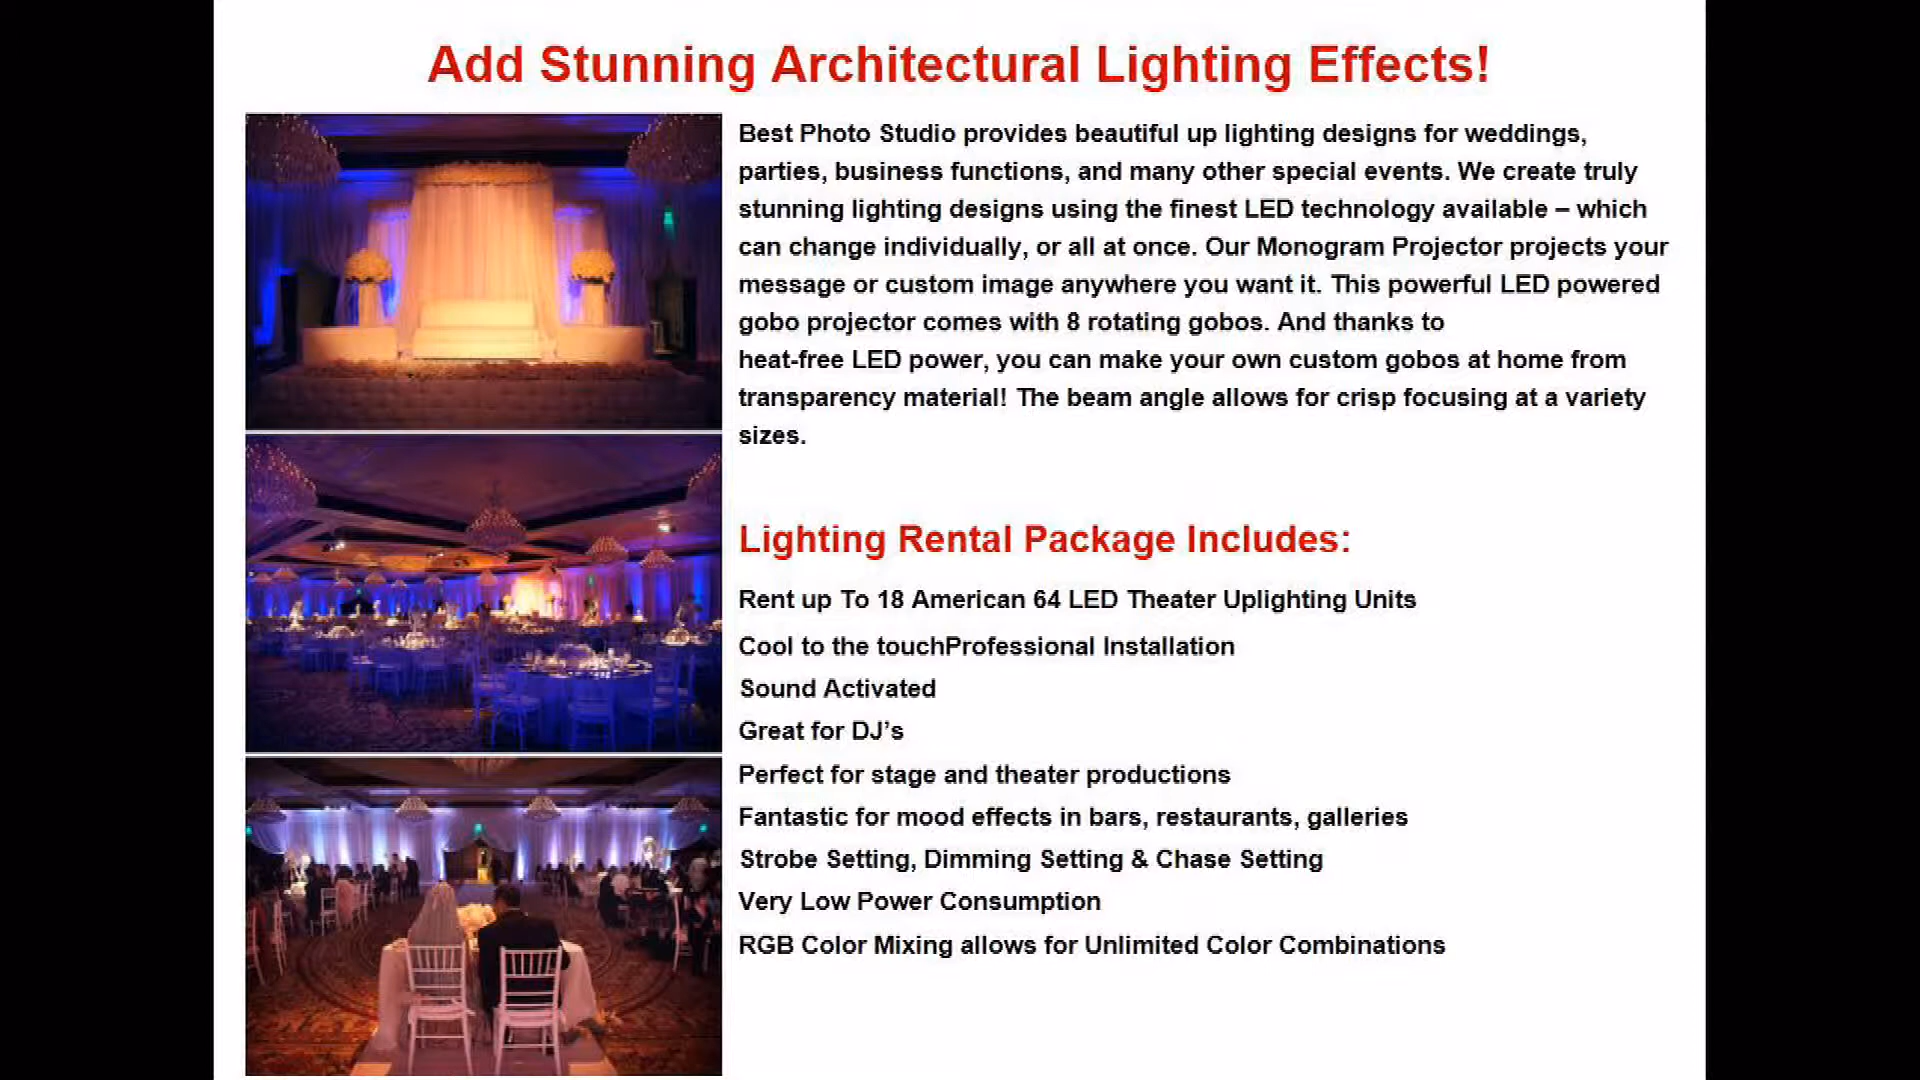 Add Stunning Architectural Lighting Effects!
Best Photo Studio provides beautiful up lighting designs for weddings,
parties, business functions, and many other special events. We create truly
stunning lighting designs using the finest LED technology available – which
can change individually, or all at once. Our Monogram Projector projects your
message or custom image anywhere you want it. This powerful LED powered
gobo projector comes with 8 rotating gobos. And thanks to
heat-free LED power, you can make your own custom gobos at home from
transparency material! The beam angle allows for crisp focusing at a variety
sizes.
Lighting Rental Package Includes:
Rent up To 18 American 64 LED Theater Uplighting Units
Cool to the touchProfessional Installation
Sound Activated
Great for DJ’s
Perfect for stage and theater productions
Fantastic for mood effects in bars, restaurants, galleries
Strobe Setting, Dimming Setting & Chase Setting
Very Low Power Consumption
RGB Color Mixing allows for Unlimited Color Combinations